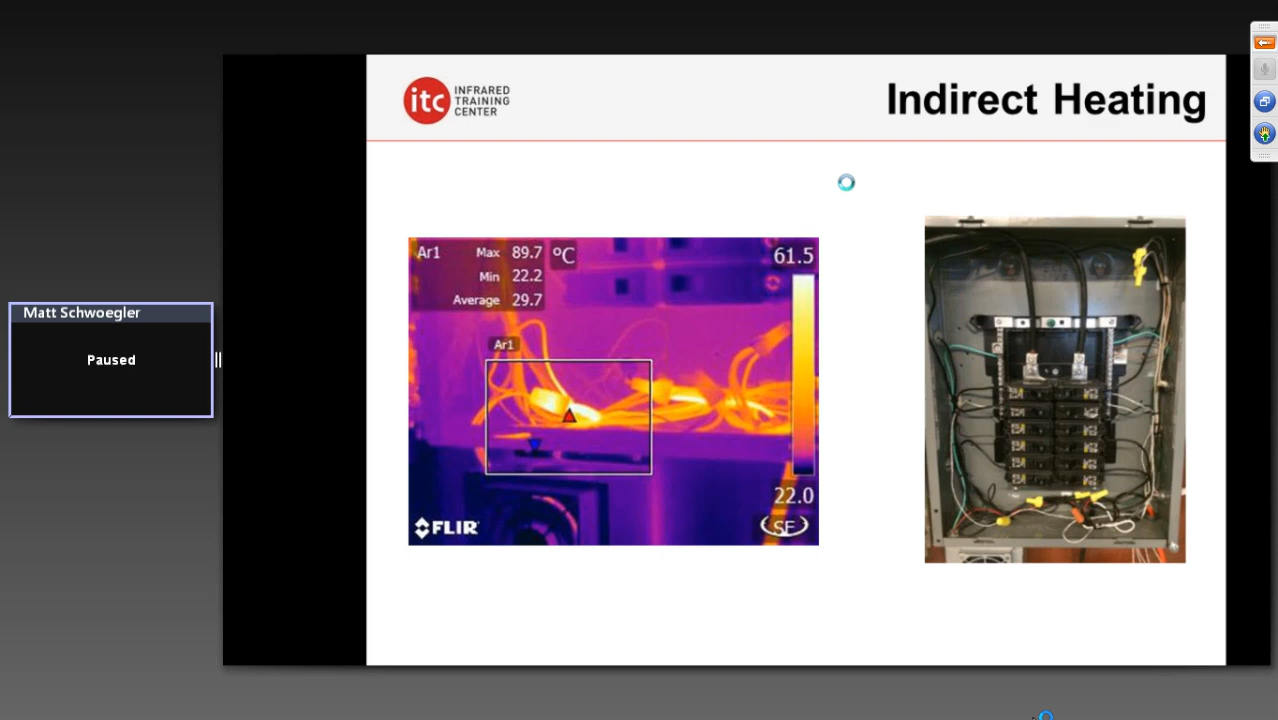 itc INFRARED
TRAINING
CENTER
Indirect Heating
Matt Schwoegler
Paused
Ar1 Max 89.7 ºC
Min 22.2
Average 29.7
61.5
Ar1
22.0
FLIR
SF